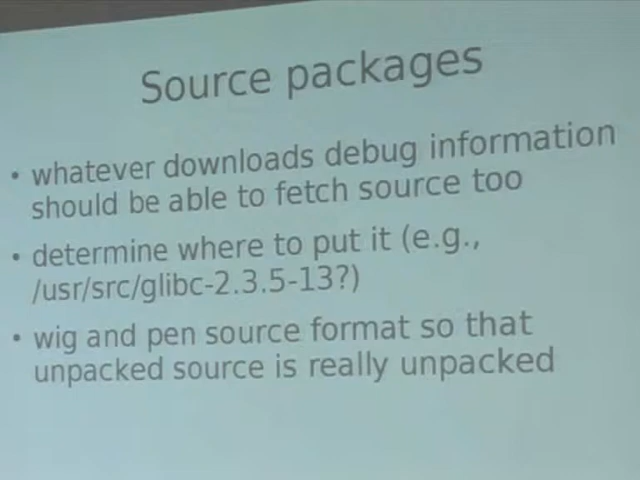 Source packages
• whatever downloads debug information
should be able to fetch source too
• determine where to put it (e.g.,
/usr/src/glibc-2.3.5-13?)
• wig and pen source format so that
unpacked source is really unpacked